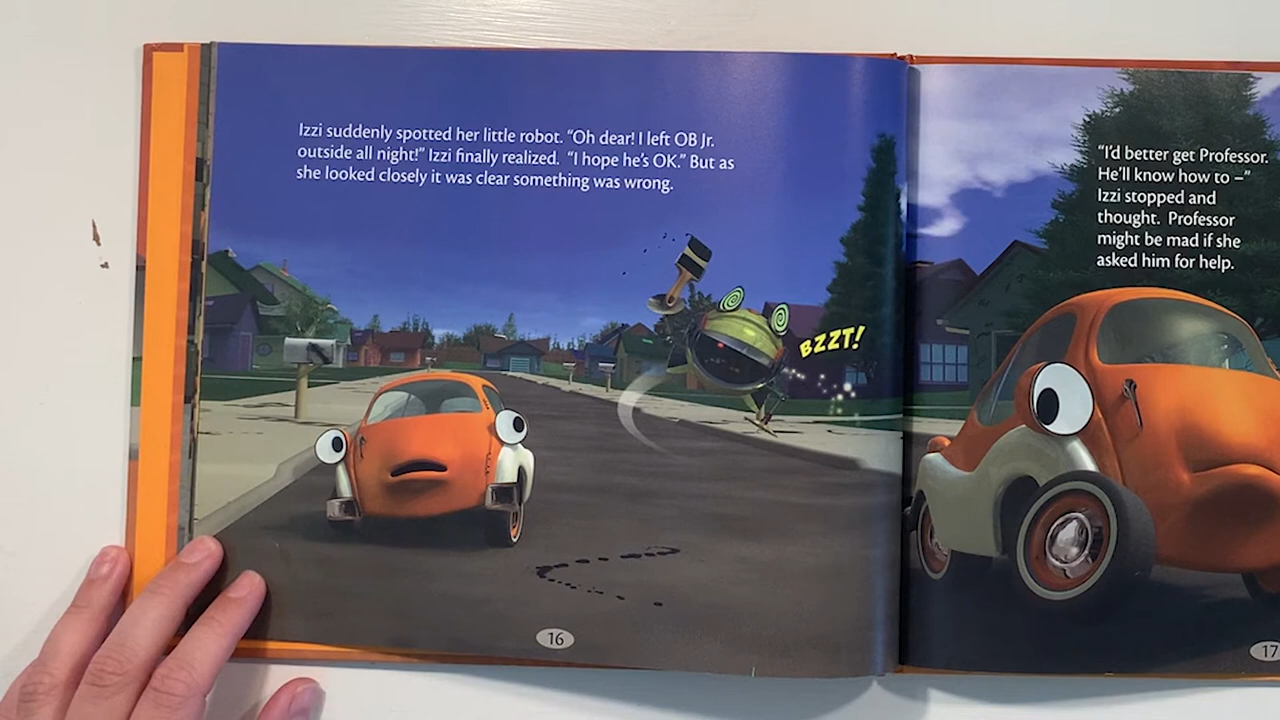 Izzi suddenly spotted her little robot. “Oh dear! I left OB Jr.
outside all night!” Izzi finally realized. “I hope he’s OK.” But as
she looked closely it was clear something was wrong.
BZZT!
16
“I’d better get Professor.
He’ll know how to –”
Izzi stopped and
thought. Professor
might be mad if she
asked him for help.
17